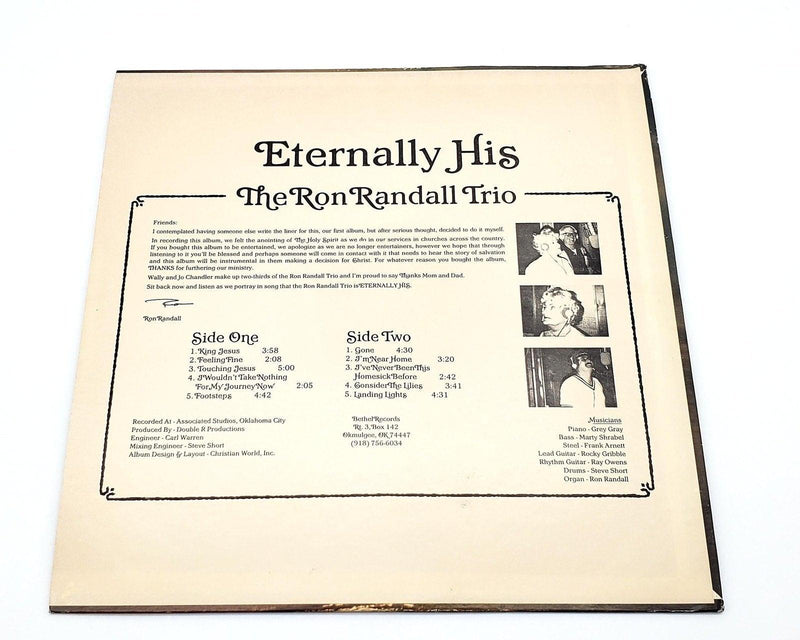 Eternally His
The Ron Randall Trio
Friends:
I contemplated having someone else write the liner for this, our first album, but after serious thought, decided to do it myself.
In recording this album, we felt the anointing of The Holy Spirit as we do in our services in churches across the country.
If you bought this album to be entertained, we apologize as we are no longer entertainers, however we hope that through
listening to it you'll be blessed and perhaps someone will come in contact with it that needs to hear the story of salvation
and this album will be instrumental in them making a decision for Christ. For whatever reason you bought the album,
THANKS for furthering our ministry.
Wally and Jo Chandler make up two-thirds of the Ron Randall Trio and I'm proud to say Thanks Mom and Dad.
Sit back now and listen as we portray in song that the Ron Randall Trio is ETERNALLY HIS.
Ron Randall
Side One
1. King Jesus 3:58
2. Feeling Fine 2:08
3. Touching Jesus 5:00
4. I Wouldn't Take Nothing
For My Journey Now' 2:05
5. Footsteps 4:42
Side Two
1. Gone 4:30
2. I'm Near Home 3:20
3. I've Never Been This
Homesick Before 2:42
4. Consider The Lilies 3:41
5. Landing Lights 4:31
Recorded At - Associated Studios, Oklahoma City
Produced By - Double R Productions
Engineer - Carl Warren
Mixing Engineer - Steve Short
Album Design & Layout - Christian World, Inc.
Bethel Records
Rt. 3, Box 142
Okmulgee, OK 74447
(918) 756-6034
Musicians
Piano - Grey Gray
Bass - Marty Shrabel
Steel - Frank Arnett
Lead Guitar - Rocky Gribble
Rhythm Guitar - Ray Owens
Drums - Steve Short
Organ - Ron Randall